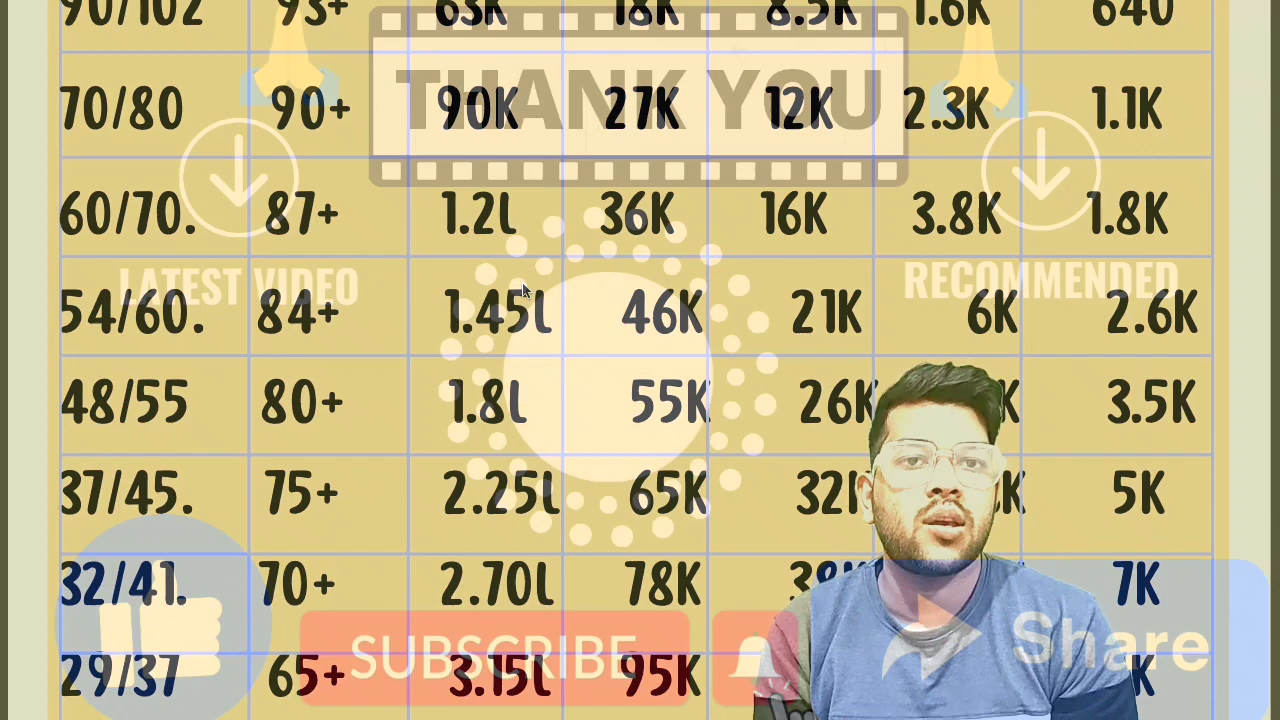 90/102 93+ 63K 18K 8.5K 1.6K 640
THANK YOU
70/80 90+ 90K 27K 12K 2.3K 1.1K
60/70. 87+ 1.2L 36K 16K 3.8K 1.8K
LATEST VIDEO RECOMMENDED
54/60. 84+ 1.45L 46K 21K 6K 2.6K
48/55 80+ 1.8L 55K 26K 3.5K
37/45. 75+ 2.25L 65K 5K
32/41. 70+ 2.70L 78K 7K
SUBSCRIBE Share
29/37 65+ 3.15L 95K